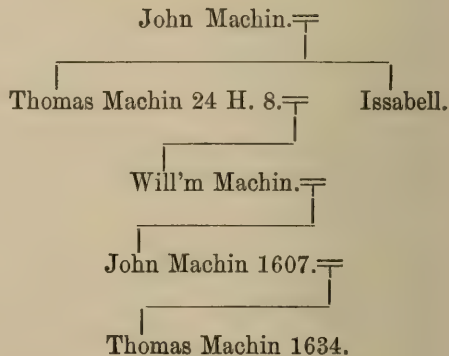 John Machin.
Thomas Machin 24 H. 8. Issabell.
Will'm Machin.
John Machin 1607.
Thomas Machin 1634.